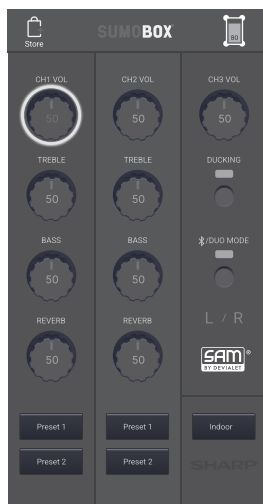 SUMOBOX
80
Store
CH1 VOL
CH2 VOL
CH3 VOL
50
50
50
TREBLE
TREBLE
DUCKING
50
50
BASS
BASS
/DUO MODE
50
50
REVERB
REVERB
L / R
50
50
SAM®
BY DEVIALET
Preset 1
Preset 1
Indoor
Preset 2
Preset 2
SHARP